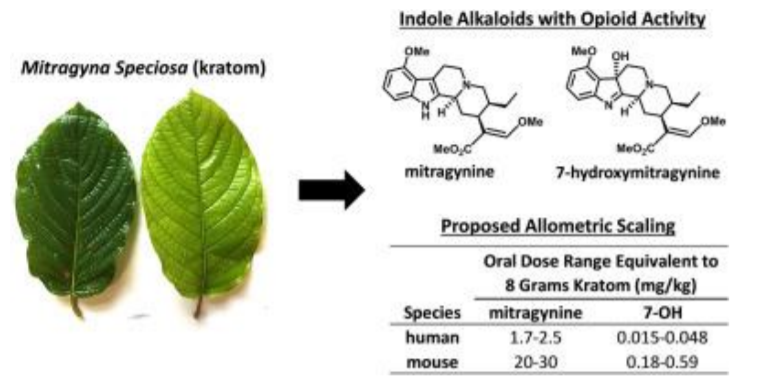 Indole Alkaloids with Opioid Activity
Mitragyna Speciosa (kratom)
OMe
N
N
H
H
OMe
MeO₂C
mitragynine
MeO
OH
N
N
H
OMe
MeO₂C
7-hydroxymitragynine
Proposed Allometric Scaling
Oral Dose Range Equivalent to
8 Grams Kratom (mg/kg)
Species mitragynine 7-OH
human 1.7-2.5 0.015-0.048
mouse 20-30 0.18-0.59